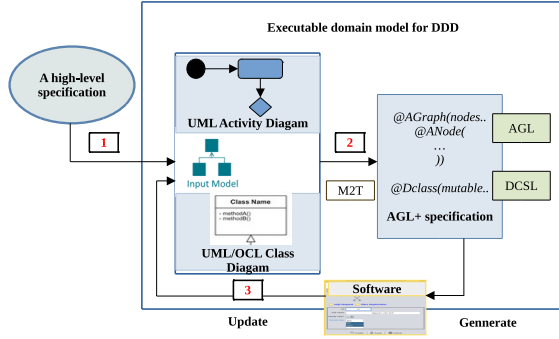 Executable domain model for DDD
A high-level
specification
1
UML Activity Diagam
Input Model
Class Name
- methodA()
- methodB()
UML/OCL Class
Diagam
2
M2T
@AGraph(nodes..
@ANode(
...
))
@Dclass(mutable..
AGL+ specification
AGL
DCSL
3
Software
Update
Gennerate